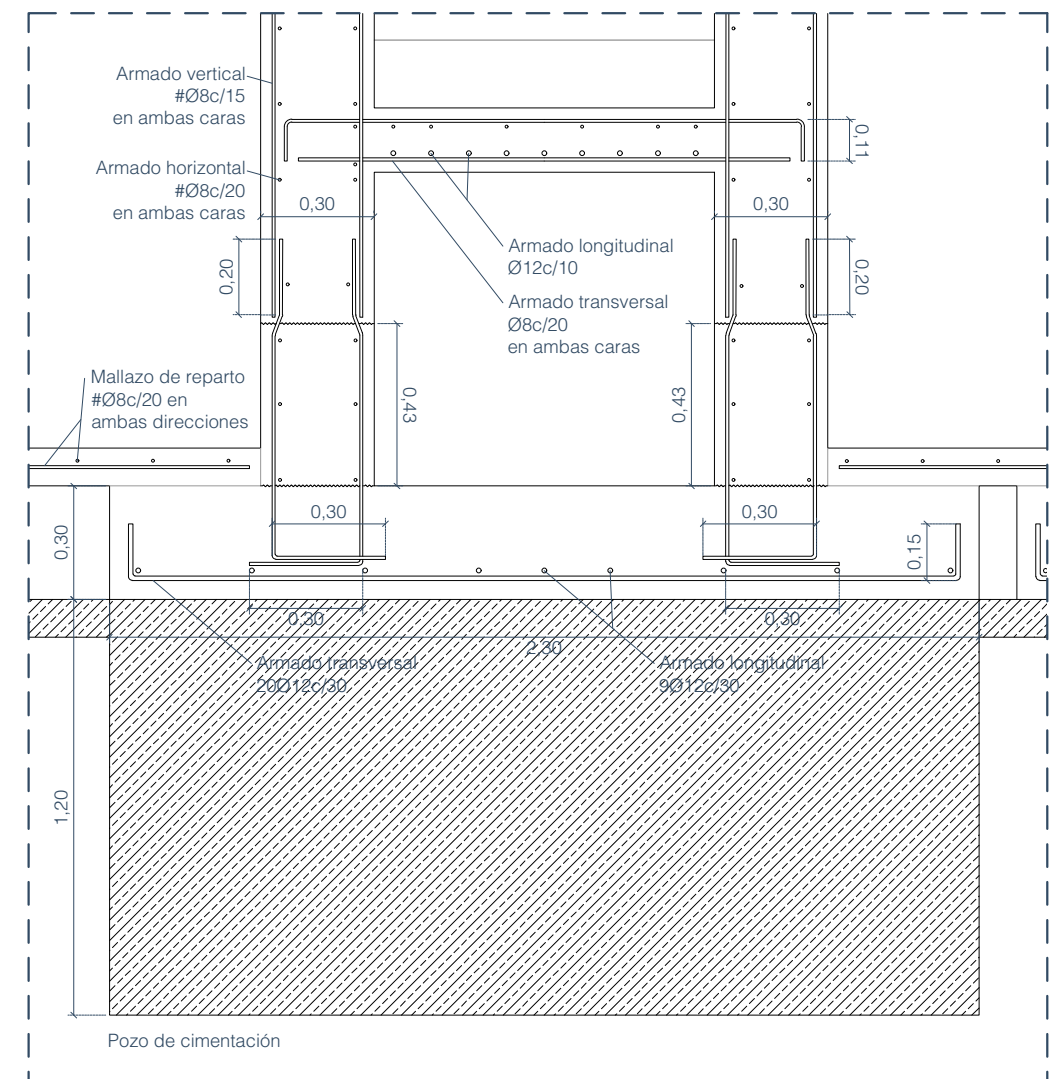 Armado vertical
#Ø8c/15
en ambas caras
0,11
Armado horizontal
#Ø8c/20
en ambas caras
0,30
0,30
Armado longitudinal
Ø12c/10
0,20
0,20
Armado transversal
Ø8c/20
en ambas caras
Mallazo de reparto
#Ø8c/20 en
ambas direcciones
0,43
0,43
0,30
0,30
0,30
0,15
0,30
0,30
2,30
Armado transversal
20Ø12c/30
Armado longitudinal
9Ø12c/30
1,20
Pozo de cimentación